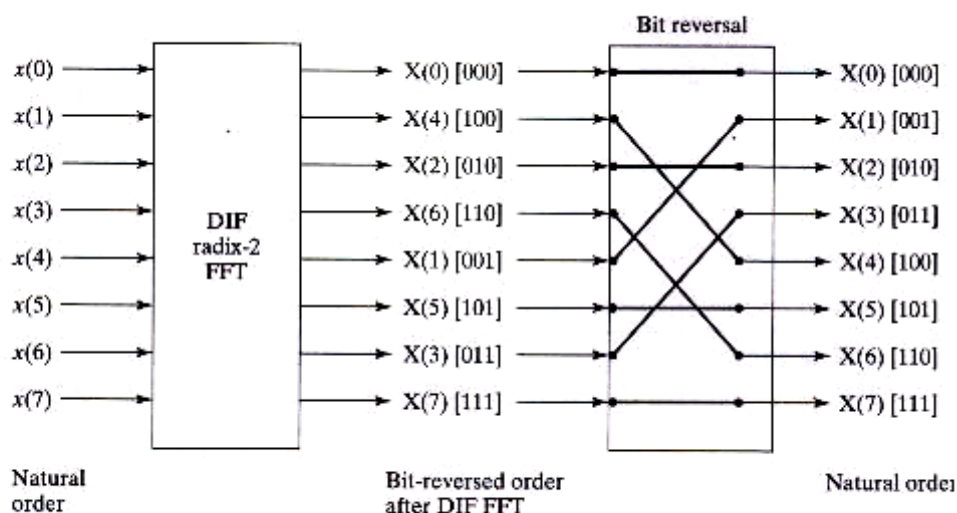 Bit reversal
x(0) X(0) [000] X(0) [000]
x(1) X(4) [100] X(1) [001]
x(2) X(2) [010] X(2) [010]
x(3) X(6) [110] X(3) [011]
DIF
radix-2
FFT
x(4) X(1) [001] X(4) [100]
x(5) X(5) [101] X(5) [101]
x(6) X(3) [011] X(6) [110]
x(7) X(7) [111] X(7) [111]
Natural
order
Bit-reversed order
after DIF FFT
Natural order